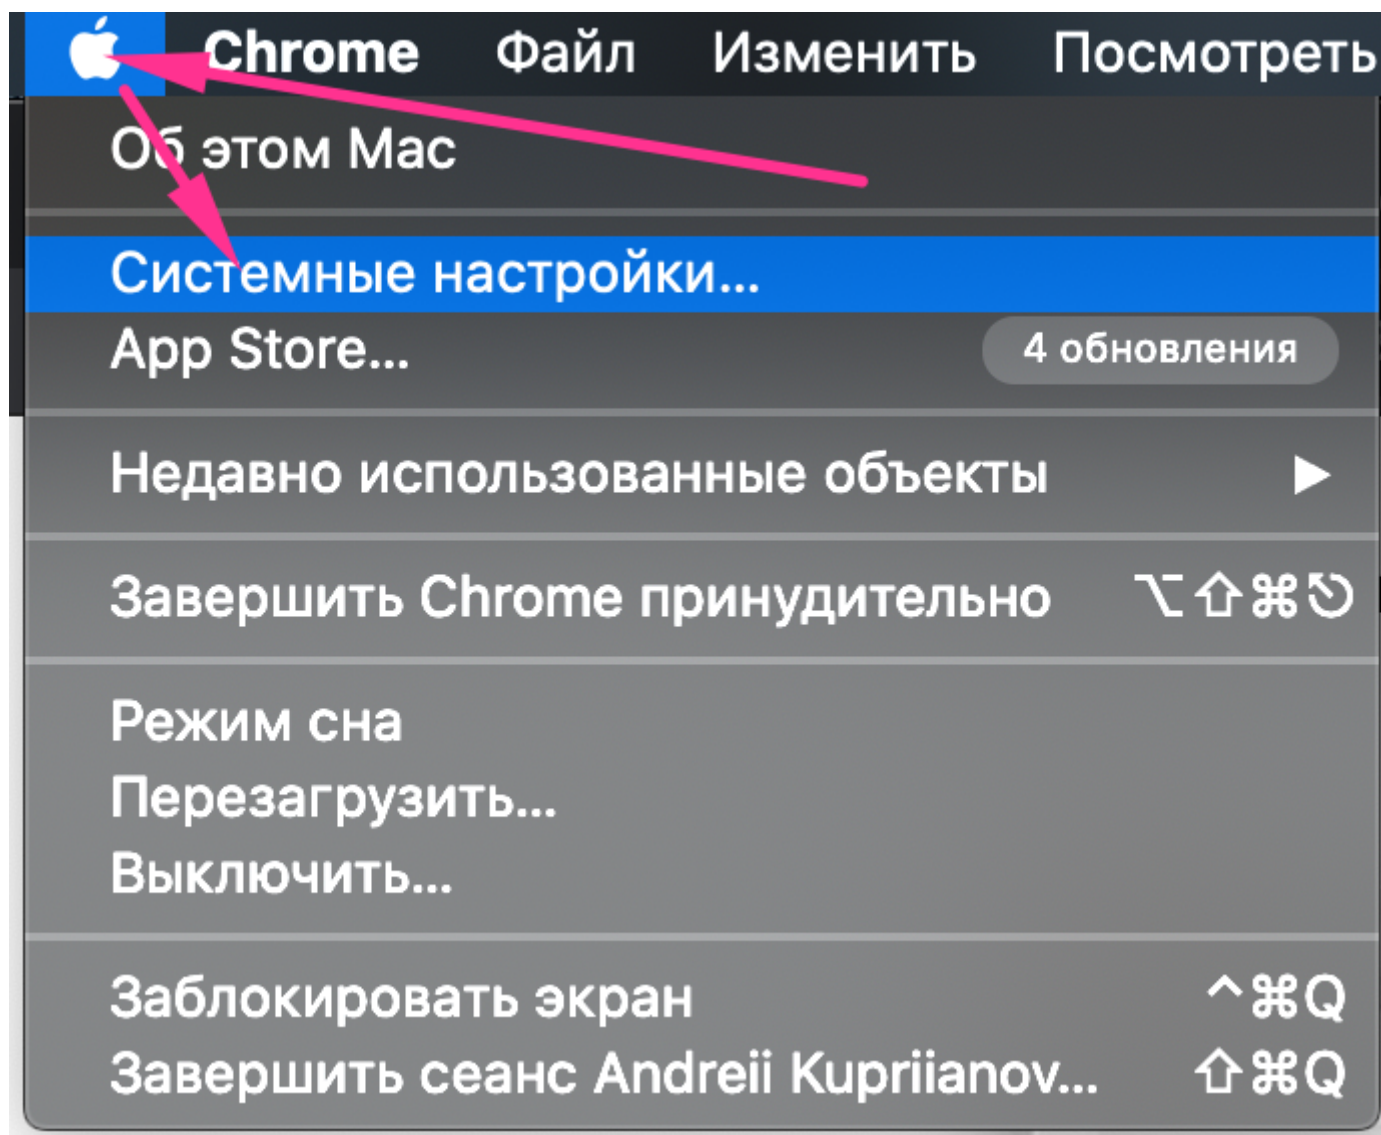 Chrome Файл Изменить Посмотреть
Об этом Mac
Системные настройки...
App Store... 4 обновления
Недавно использованные объекты ▶
Завершить Chrome принудительно ⌥⇧⌘⎋
Режим сна
Перезагрузить...
Выключить...
Заблокировать экран ^⌘Q
Завершить сеанс Andreii Kupriianov... ⇧⌘Q